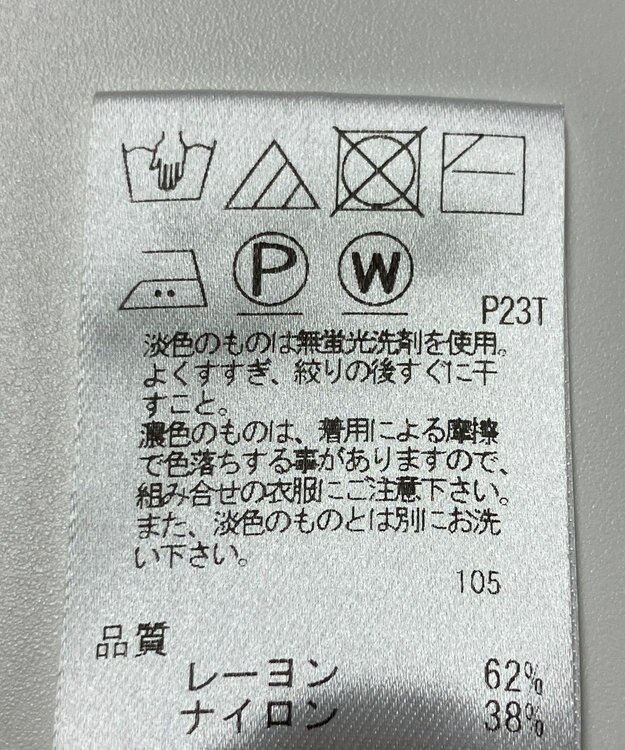 P
W
P23T
淡色のものは無蛍光洗剤を使用。
よくすすぎ、絞りの後すぐに干
すこと。
濃色のものは、着用による摩擦
で色落ちする事がありますので、
組み合せの衣服にご注意下さい。
また、淡色のものとは別にお洗
い下さい。
105
品質
レーヨン 62%
ナイロン 38%